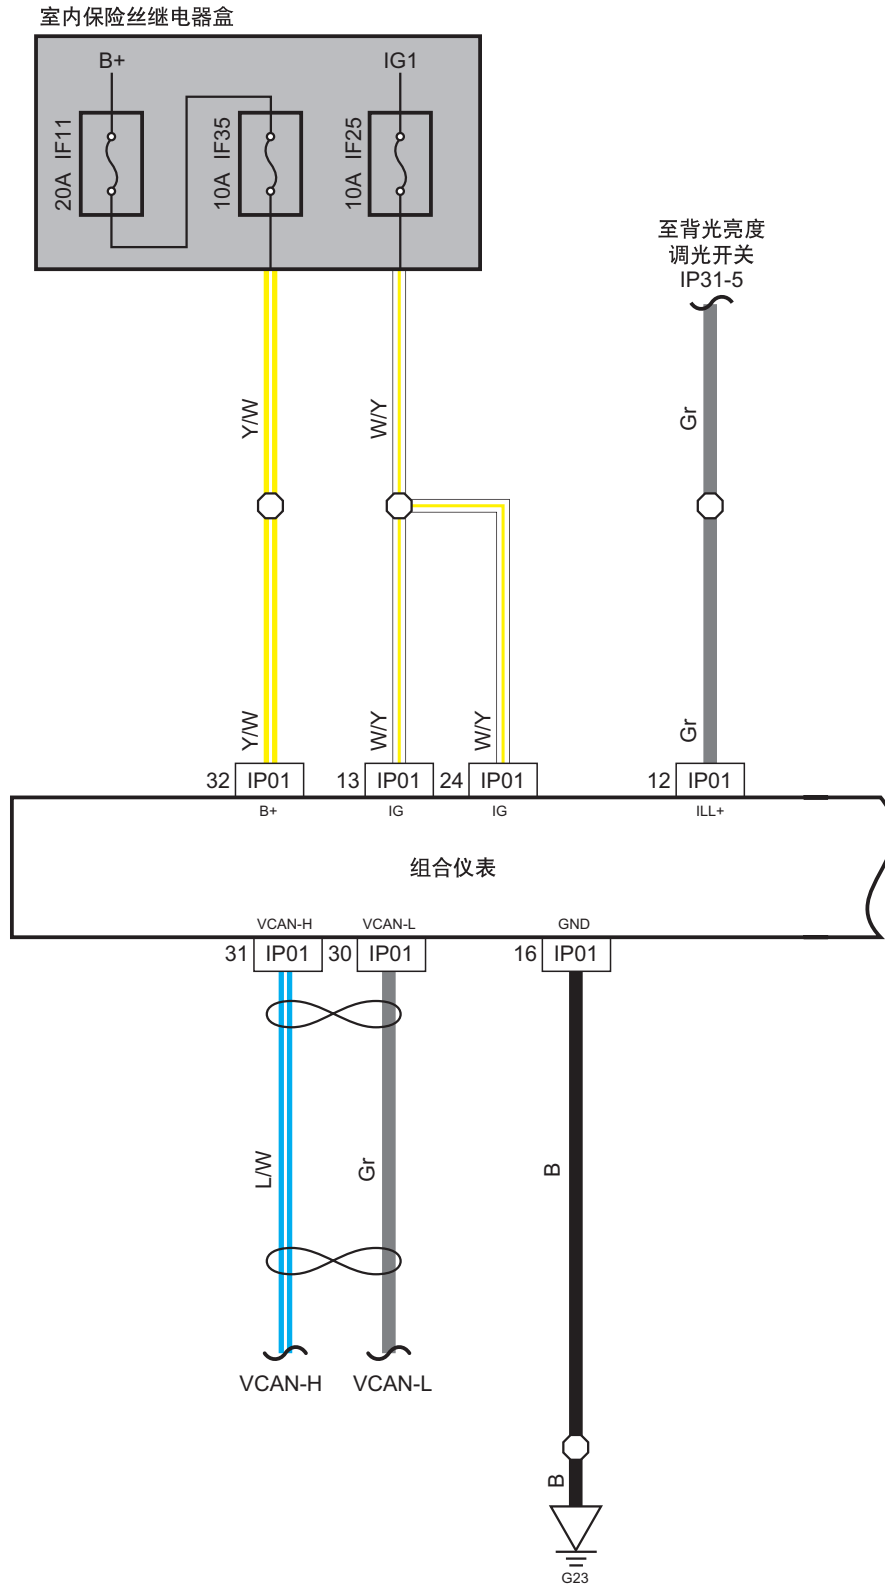 室内保险丝继电器盒
B+
IG1
20A IF11
10A IF35
10A IF25
至背光亮度
调光开关
IP31-5
Y/W
W/Y
Gr
Y/W
W/Y
W/Y
Gr
32 IP01
13 IP01
24 IP01
12 IP01
B+
IG
IG
ILL+
组合仪表
VCAN-H
VCAN-L
GND
31 IP01
30 IP01
16 IP01
L/W
Gr
B
VCAN-H
VCAN-L
B
G23